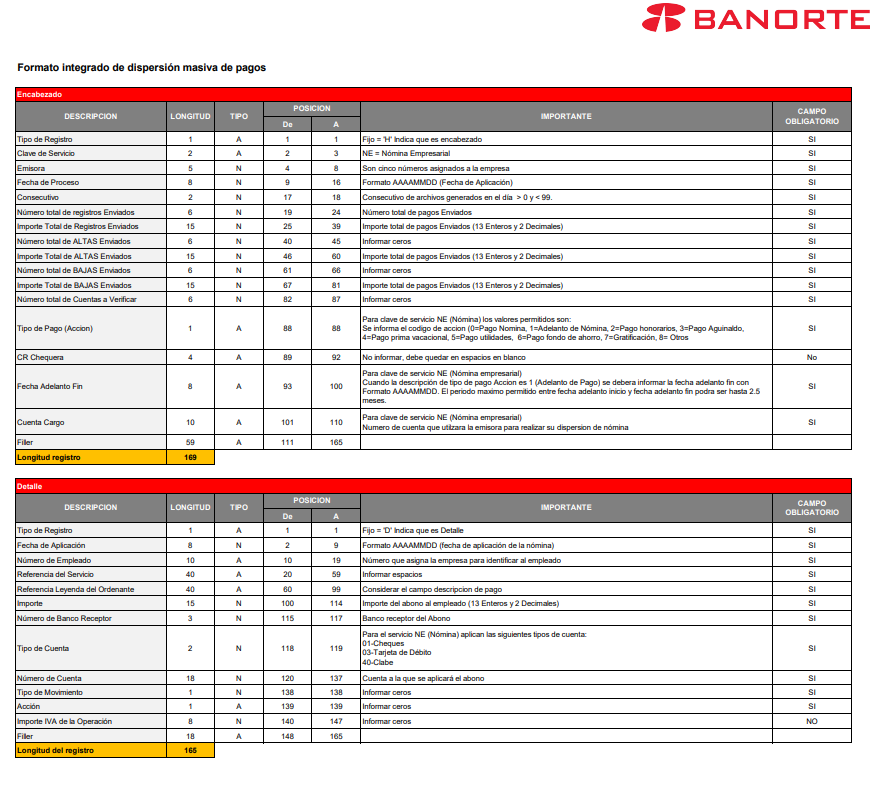 BANORTE
Formato integrado de dispersión masiva de pagos
Encabezado
DESCRIPCION LONGITUD TIPO POSICION IMPORTANTE CAMPO OBLIGATORIO
De A
Tipo de Registro 1 A 1 1 Fijo = 'H' Indica que es encabezado SI
Clave de Servicio 2 A 2 3 NE = Nómina Empresarial SI
Emisora 5 N 4 8 Son cinco números asignados a la empresa SI
Fecha de Proceso 8 N 9 16 Formato AAAAMMDD (Fecha de Aplicación) SI
Consecutivo 2 N 17 18 Consecutivo de archivos generados en el día > 0 y < 99. SI
Número total de registros Enviados 6 N 19 24 Número total de pagos Enviados SI
Importe Total de Registros Enviados 15 N 25 39 Importe total de pagos Enviados (13 Enteros y 2 Decimales) SI
Número total de ALTAS Enviados 6 N 40 45 Informar ceros SI
Importe Total de ALTAS Enviados 15 N 46 60 Importe total de pagos Enviados (13 Enteros y 2 Decimales) SI
Número total de BAJAS Enviados 6 N 61 66 Informar ceros SI
Importe Total de BAJAS Enviados 15 N 67 81 Importe total de pagos Enviados (13 Enteros y 2 Decimales) SI
Número total de Cuentas a Verificar 6 N 82 87 Informar ceros SI
Tipo de Pago (Accion) 1 A 88 88 Para clave de servicio NE (Nómina) los valores permitidos son:
Se informa el codigo de accion (0=Pago Nomina, 1=Adelanto de Nómina, 2=Pago honorarios, 3=Pago Aguinaldo,
4=Pago prima vacacional, 5=Pago utilidades, 6=Pago fondo de ahorro, 7=Gratificación, 8= Otros SI
CR Chequera 4 A 89 92 No informar, debe quedar en espacios en blanco No
Fecha Adelanto Fin 8 A 93 100 Para clave de servicio NE (Nómina empresarial)
Cuando la descripción de tipo de pago Accion es 1 (Adelanto de Pago) se debera informar la fecha adelanto fin con
Formato AAAAMMDD. El periodo maximo permitido entre fecha adelanto inicio y fecha adelanto fin podra ser hasta 2.5
meses. SI
Cuenta Cargo 10 A 101 110 Para clave de servicio NE (Nómina empresarial)
Numero de cuenta que utilzara la emisora para realizar su dispersion de nómina SI
Filler 59 A 111 165
Longitud registro 169
Detalle
DESCRIPCION LONGITUD TIPO POSICION IMPORTANTE CAMPO OBLIGATORIO
De A
Tipo de Registro 1 A 1 1 Fijo = 'D' Indica que es Detalle SI
Fecha de Aplicación 8 N 2 9 Formato AAAAMMDD (fecha de aplicación de la nómina) SI
Número de Empleado 10 A 10 19 Número que asigna la empresa para identificar al empleado SI
Referencia del Servicio 40 A 20 59 Informar espacios SI
Referencia Leyenda del Ordenante 40 A 60 99 Considerar el campo descripcion de pago SI
Importe 15 N 100 114 Importe del abono al empleado (13 Enteros y 2 Decimales) SI
Número de Banco Receptor 3 N 115 117 Banco receptor del Abono SI
Tipo de Cuenta 2 N 118 119 Para el servicio NE (Nómina) aplican las siguientes tipos de cuenta:
01-Cheques
03-Tarjeta de Débito
40-Clabe SI
Número de Cuenta 18 N 120 137 Cuenta a la que se aplicará el abono SI
Tipo de Movimiento 1 N 138 138 Informar ceros SI
Acción 1 A 139 139 Informar ceros SI
Importe IVA de la Operación 8 N 140 147 Informar ceros NO
Filler 18 A 148 165
Longitud del registro 165